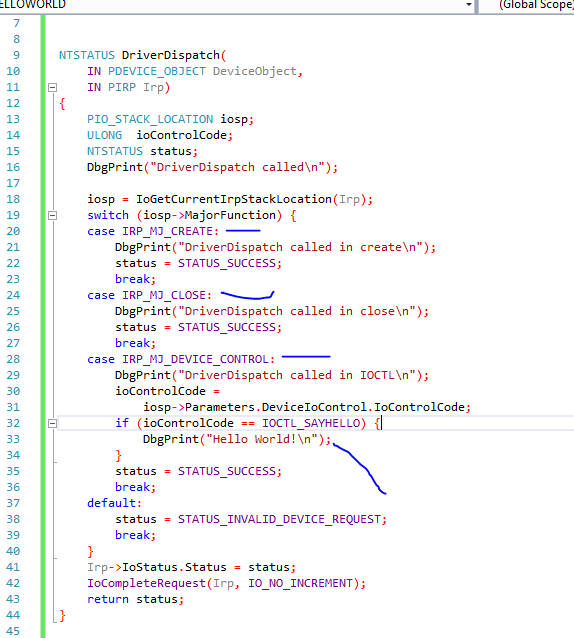 ELLOWORLD (Global Scope)
7
8
9 NTSTATUS DriverDispatch(
10 IN PDEVICE_OBJECT DeviceObject,
11 IN PIRP Irp)
12 {
13 PIO_STACK_LOCATION iosp;
14 ULONG  ioControlCode;
15 NTSTATUS status;
16 DbgPrint("DriverDispatch called\n");
17
18 iosp = IoGetCurrentIrpStackLocation(Irp);
19 switch (iosp->MajorFunction) {
20 case IRP_MJ_CREATE:
21 DbgPrint("DriverDispatch called in create\n");
22 status = STATUS_SUCCESS;
23 break;
24 case IRP_MJ_CLOSE:
25 DbgPrint("DriverDispatch called in close\n");
26 status = STATUS_SUCCESS;
27 break;
28 case IRP_MJ_DEVICE_CONTROL:
29 DbgPrint("DriverDispatch called in IOCTL\n");
30 ioControlCode =
31 iosp->Parameters.DeviceIoControl.IoControlCode;
32 if (ioControlCode == IOCTL_SAYHELLO) {
33 DbgPrint("Hello World!\n");
34 }
35 status = STATUS_SUCCESS;
36 break;
37 default:
38 status = STATUS_INVALID_DEVICE_REQUEST;
39 break;
40 }
41 Irp->IoStatus.Status = status;
42 IoCompleteRequest(Irp, IO_NO_INCREMENT);
43 return status;
44 }
45